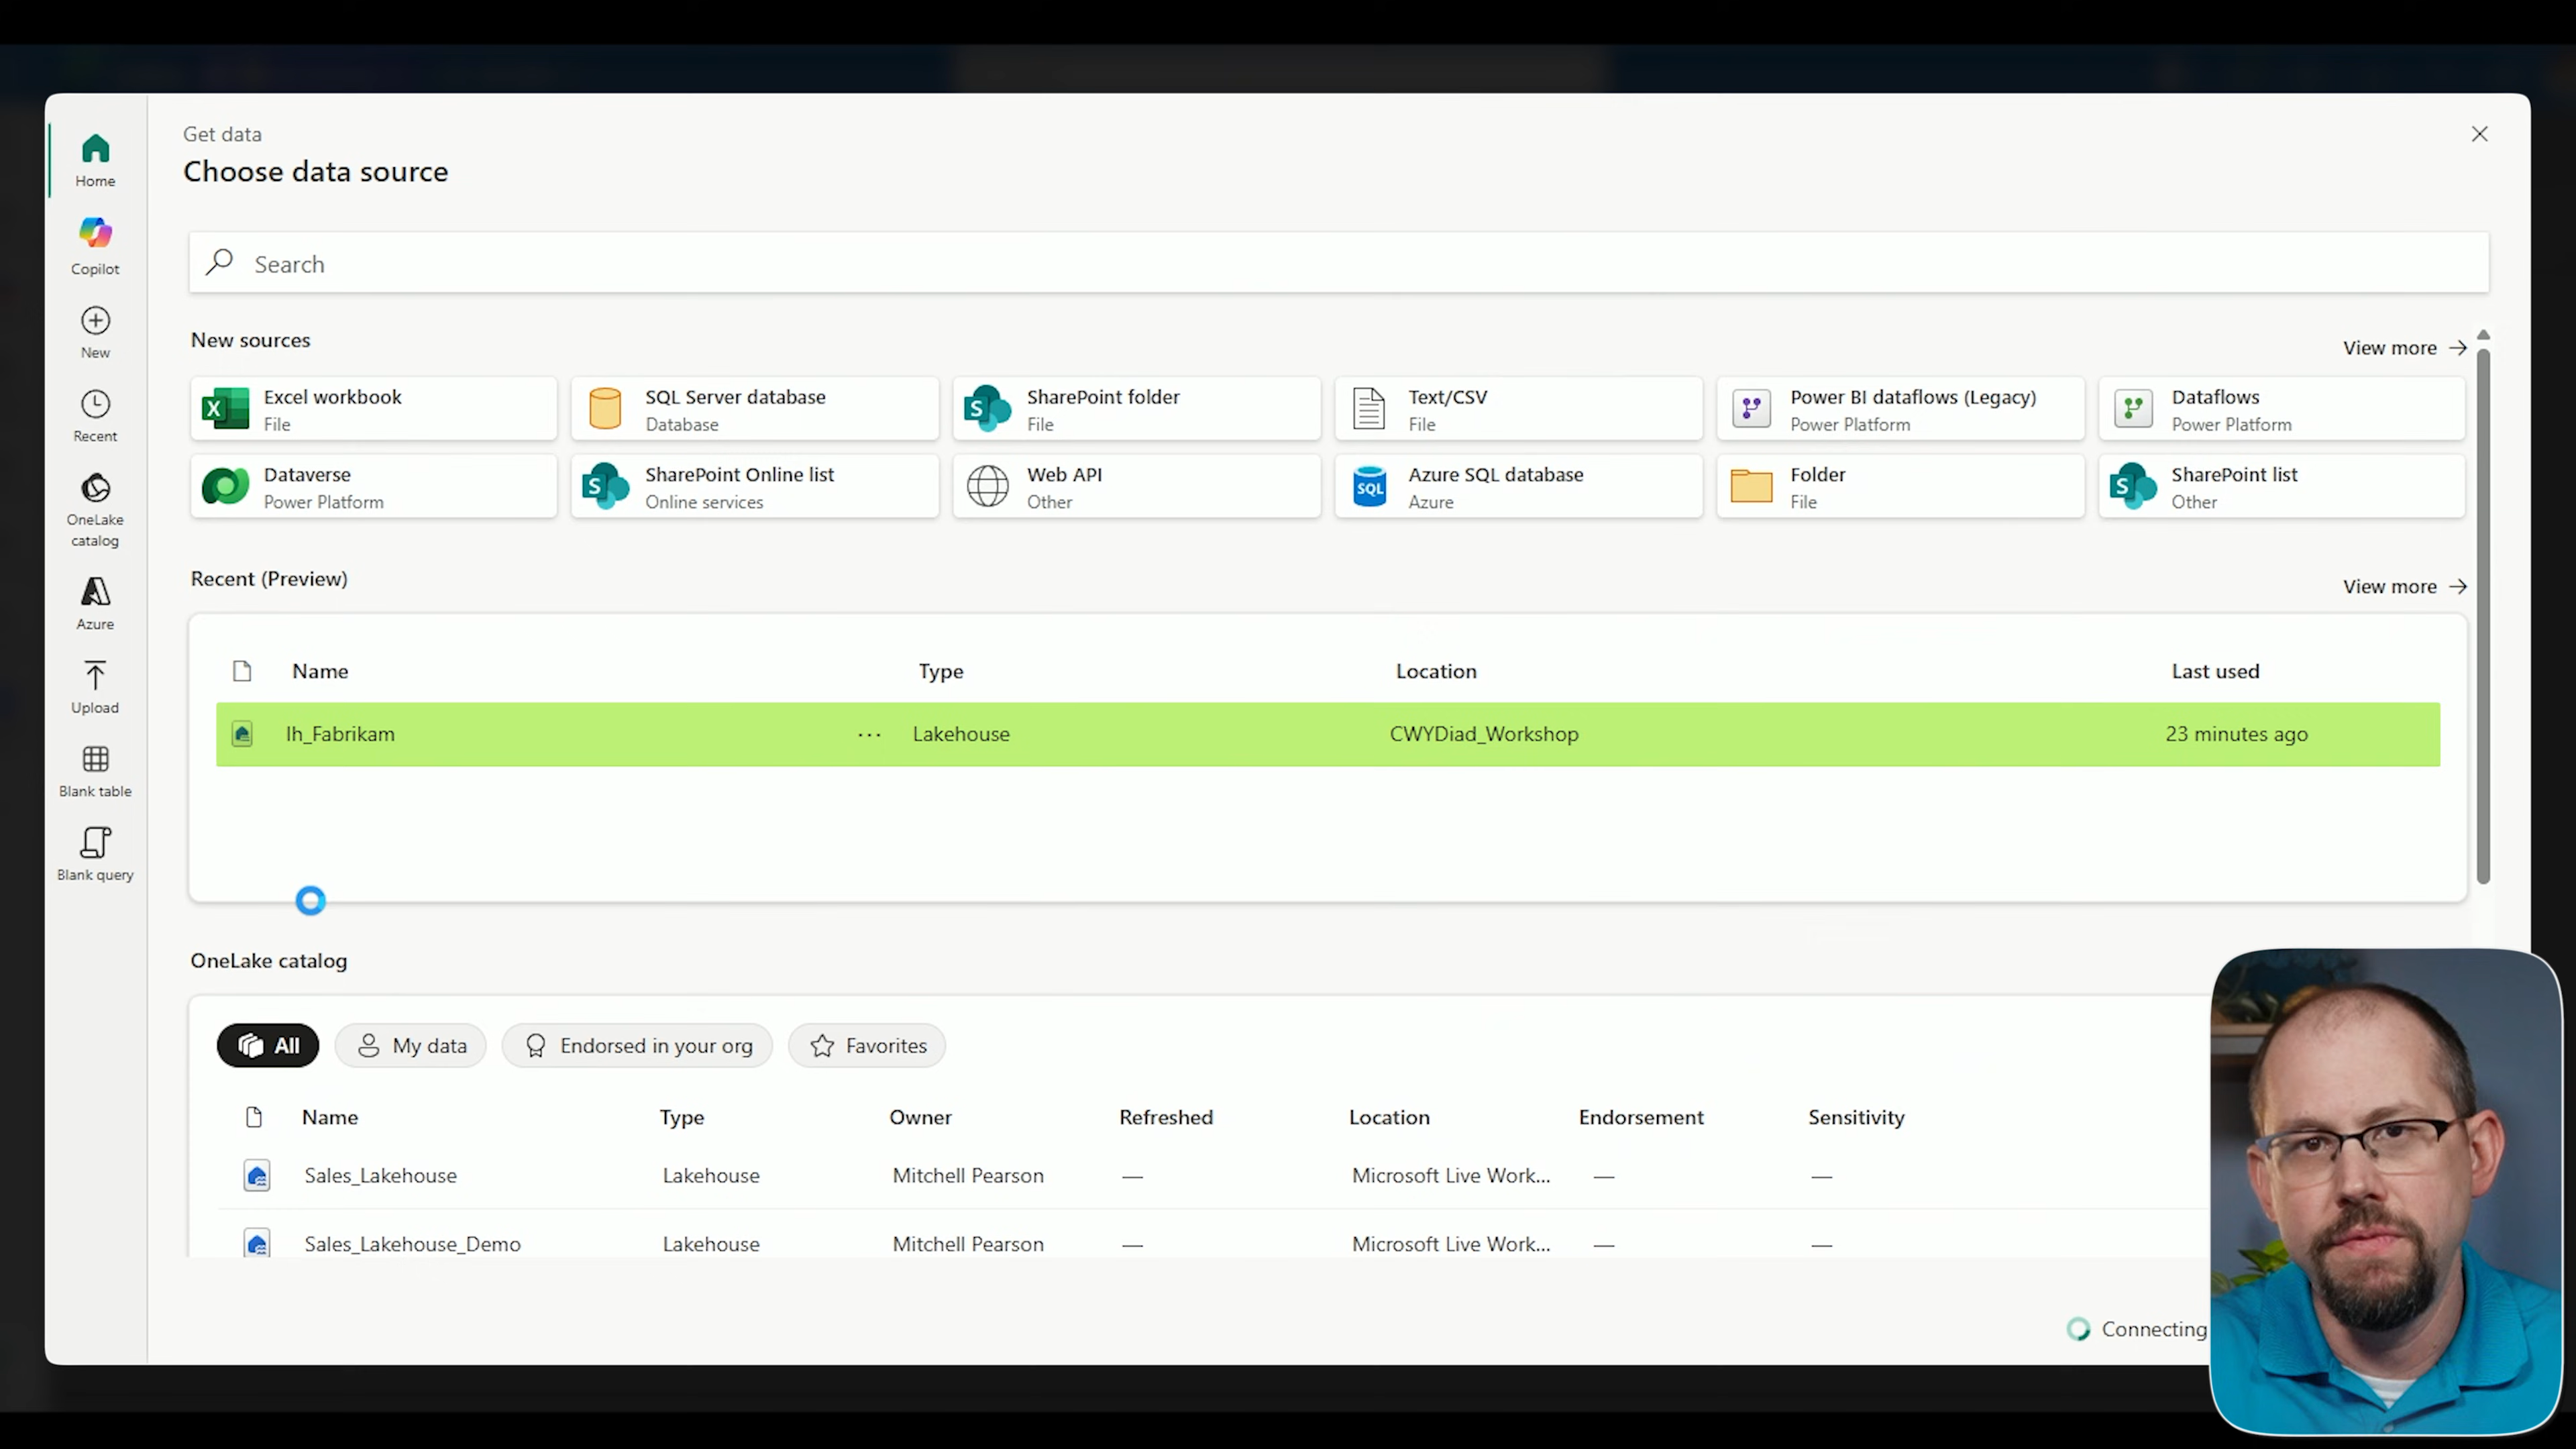 Get data
Choose data source
Home
Copilot
New
Recent
OneLake
catalog
Azure
Upload
Blank table
Blank query
Search
New sources
View more
Excel workbook
File
SQL Server database
Database
SharePoint folder
File
Text/CSV
File
Power BI dataflows (Legacy)
Power Platform
Dataflows
Power Platform
Dataverse
Power Platform
SharePoint Online list
Online services
Web API
Other
SQL
Azure SQL database
Azure
Folder
File
SharePoint list
Other
Recent (Preview)
View more
Name Type Location Last used
lh_Fabrikam ... Lakehouse CWYDiad_Workshop 23 minutes ago
OneLake catalog
All My data Endorsed in your org Favorites
Name Type Owner Refreshed Location Endorsement Sensitivity
Sales_Lakehouse Lakehouse Mitchell Pearson — Microsoft Live Work... — —
Sales_Lakehouse_Demo Lakehouse Mitchell Pearson — Microsoft Live Work... — —
Connecting